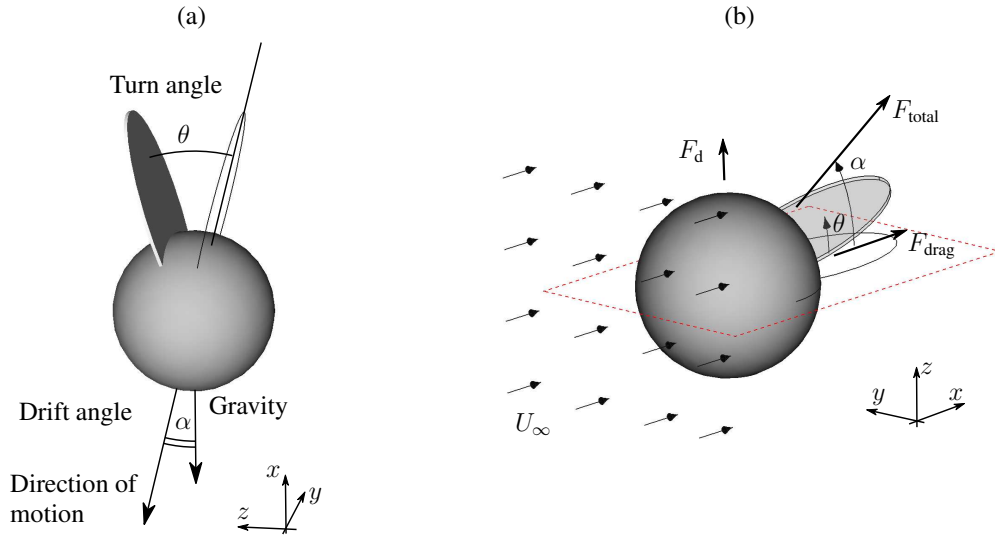 (a)
Turn angle
θ
Drift angle
Gravity
α
Direction of
motion
x
y
z
(b)
F_total
F_d
α
θ
F_drag
U_∞
z
y
x